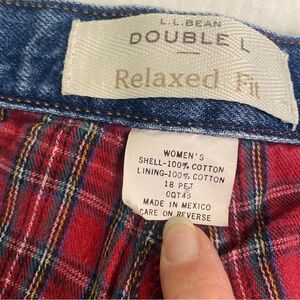 L.L.BEAN
DOUBLE L
Relaxed Fit
WOMEN'S
SHELL-100% COTTON
LINING-100% COTTON
18 PET
0QT45
MADE IN MEXICO
CARE ON REVERSE